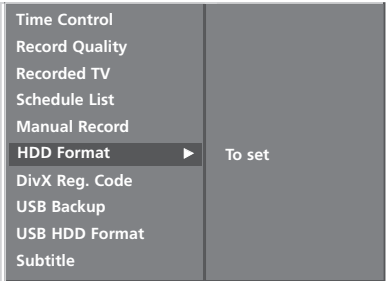 Time Control
Record Quality
Recorded TV
Schedule List
Manual Record
HDD Format ▶ To set
DivX Reg. Code
USB Backup
USB HDD Format
Subtitle